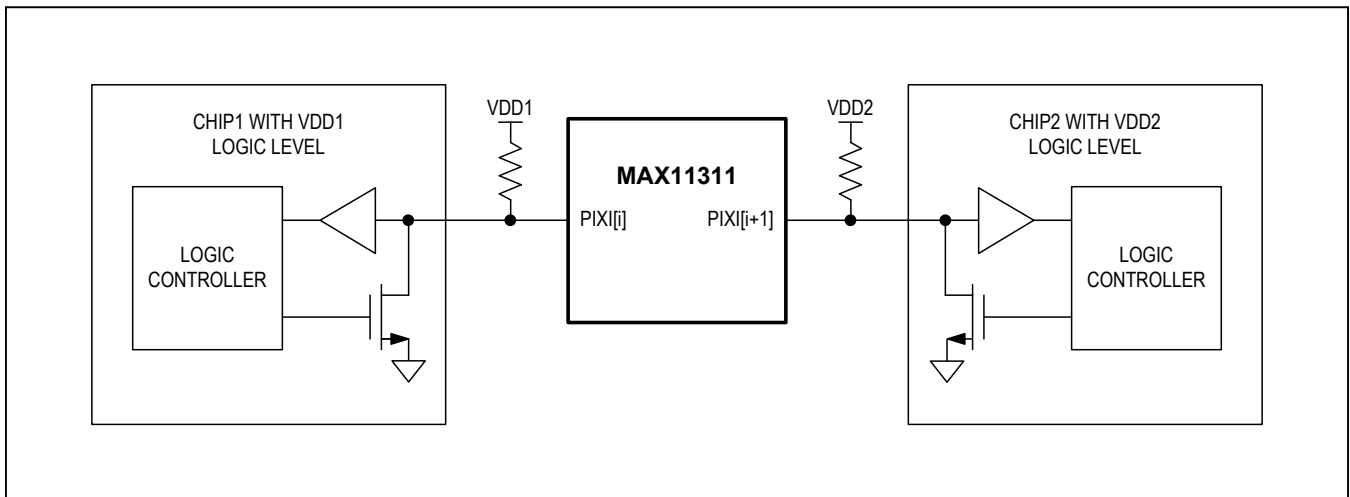 CHIP1 WITH VDD1
LOGIC LEVEL
LOGIC
CONTROLLER
VDD1
MAX11311
PIXI[i]
PIXI[i+1]
VDD2
CHIP2 WITH VDD2
LOGIC LEVEL
LOGIC
CONTROLLER